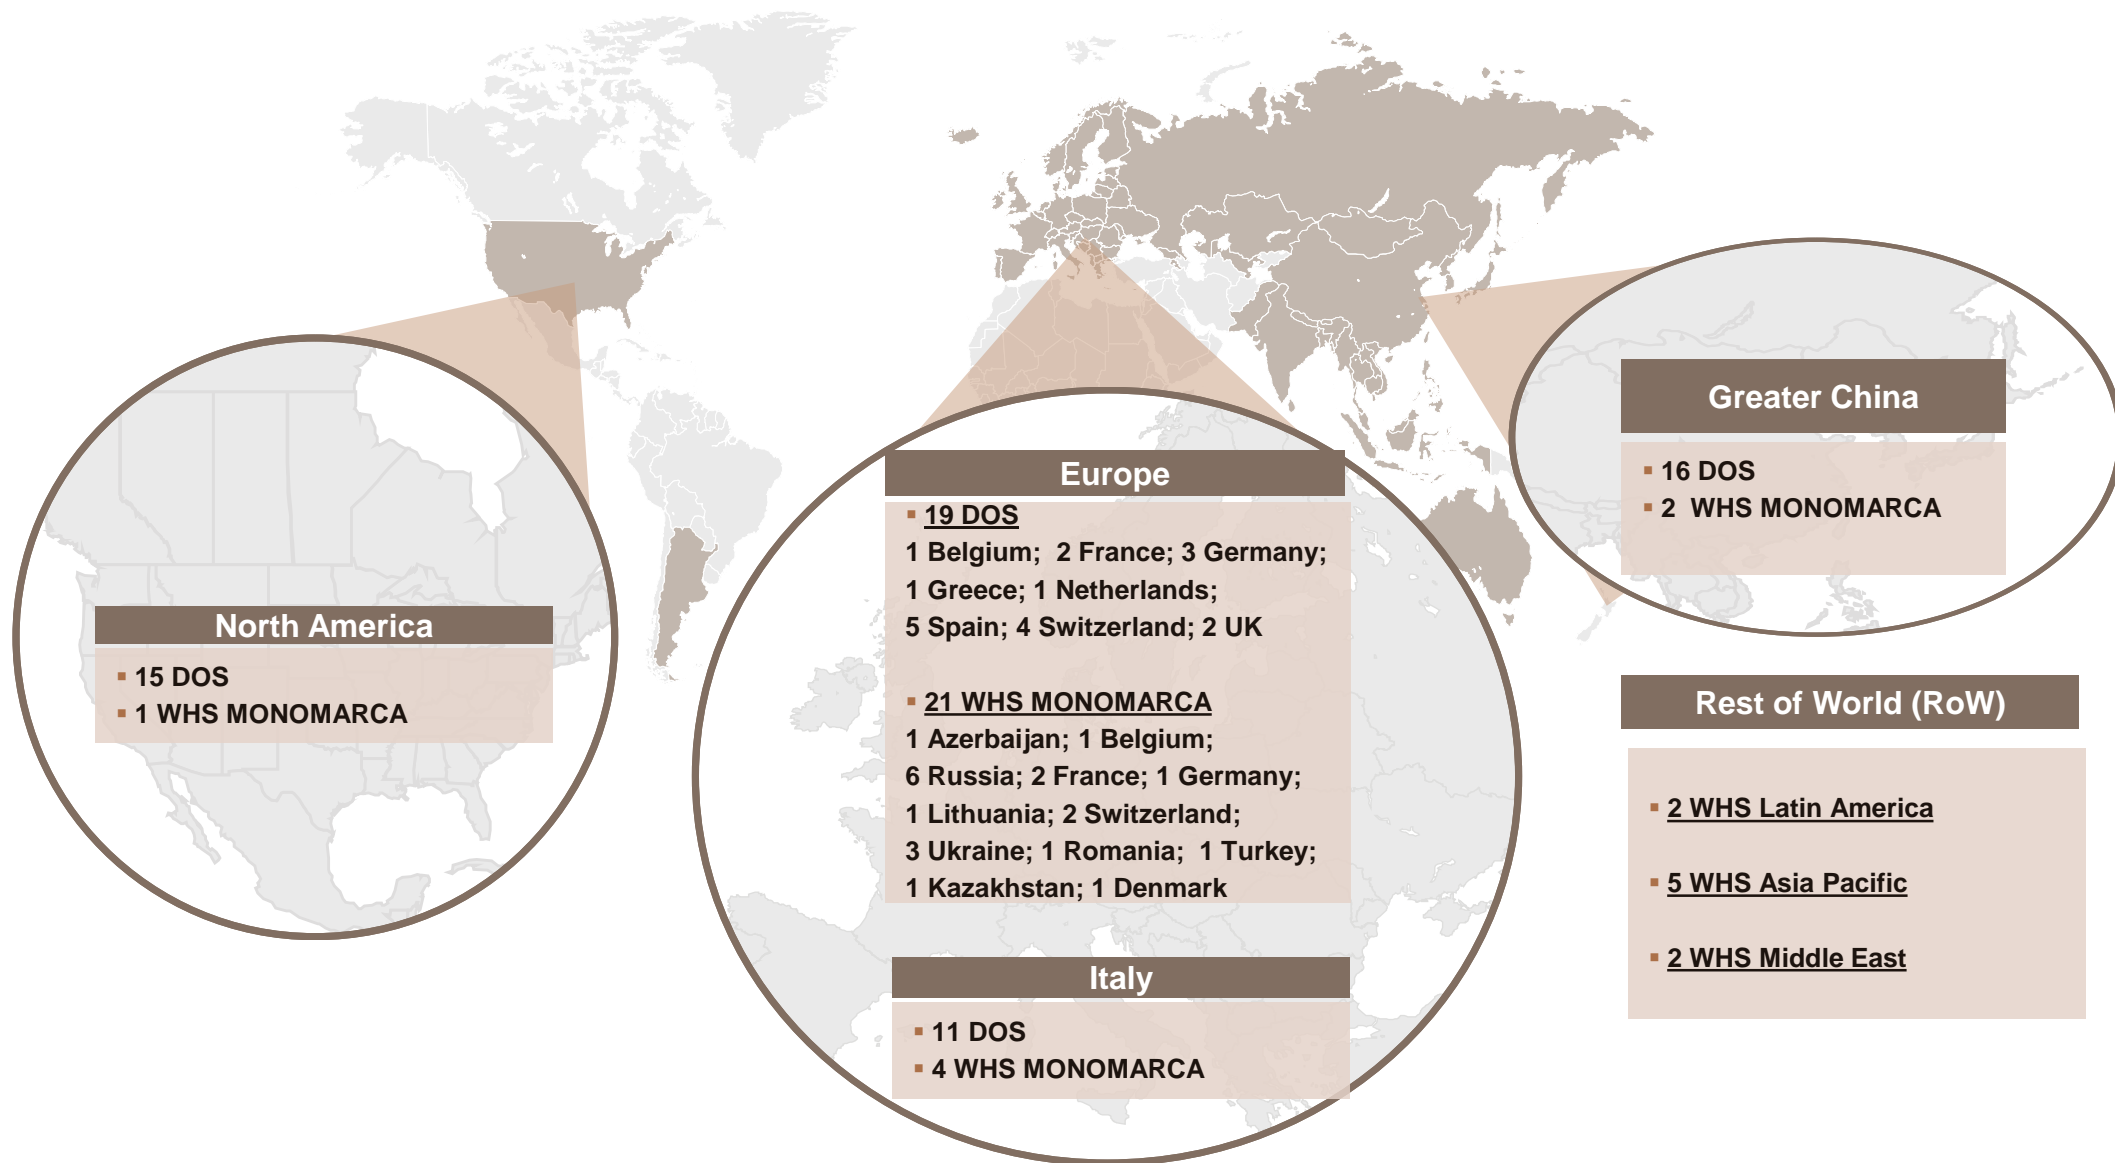 North America
▪ 15 DOS
▪ 1 WHS MONOMARCA
Europe
▪ 19 DOS
1 Belgium;  2 France; 3 Germany;
1 Greece; 1 Netherlands;
5 Spain; 4 Switzerland; 2 UK
▪ 21 WHS MONOMARCA
1 Azerbaijan; 1 Belgium;
6 Russia; 2 France; 1 Germany;
1 Lithuania; 2 Switzerland;
3 Ukraine; 1 Romania;  1 Turkey;
1 Kazakhstan; 1 Denmark
Italy
▪ 11 DOS
▪ 4 WHS MONOMARCA
Greater China
▪ 16 DOS
▪ 2  WHS MONOMARCA
Rest of World (RoW)
▪ 2 WHS Latin America
▪ 5 WHS Asia Pacific
▪ 2 WHS Middle East